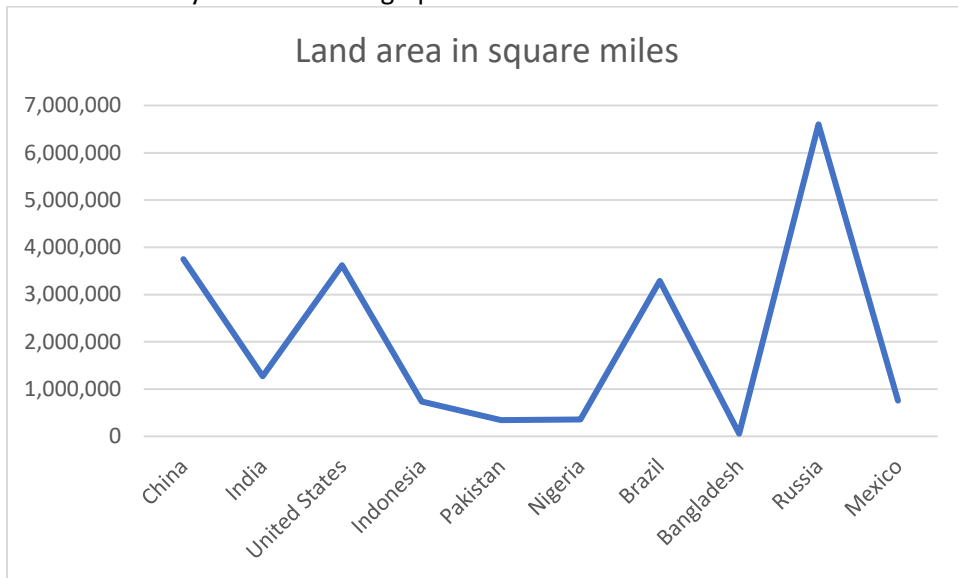 Land area in square miles
7,000,000
6,000,000
5,000,000
4,000,000
3,000,000
2,000,000
1,000,000
0
China
India
United States
Indonesia
Pakistan
Nigeria
Brazil
Bangladesh
Russia
Mexico